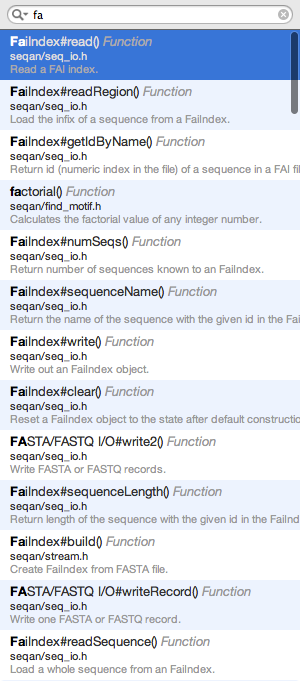 fa
FaiIndex#read() Function
seqan/seq_io.h
Read a FAI index.
FaiIndex#readRegion() Function
seqan/seq_io.h
Load the infix of a sequence from a FaiIndex.
FaiIndex#getIdByName() Function
seqan/seq_io.h
Return id (numeric index in the file) of a sequence in a FAI fil
factorial() Function
seqan/find_motif.h
Calculates the factorial value of any integer number.
FaiIndex#numSeqs() Function
seqan/seq_io.h
Return number of sequences known to an FaiIndex.
FaiIndex#sequenceName() Function
seqan/seq_io.h
Return the name of the sequence with the given id in the Fai
FaiIndex#write() Function
seqan/seq_io.h
Write out an FaiIndex object.
FaiIndex#clear() Function
seqan/seq_io.h
Reset a FaiIndex object to the state after default constructio
FASTA/FASTQ I/O#write2() Function
seqan/seq_io.h
Write FASTA or FASTQ records.
FaiIndex#sequenceLength() Function
seqan/seq_io.h
Return length of the sequence with the given id in the FaiInd
FaiIndex#build() Function
seqan/stream.h
Create FaiIndex from FASTA file.
FASTA/FASTQ I/O#writeRecord() Function
seqan/seq_io.h
Write one FASTA or FASTQ record.
FaiIndex#readSequence() Function
seqan/seq_io.h
Load a whole sequence from an FaiIndex.